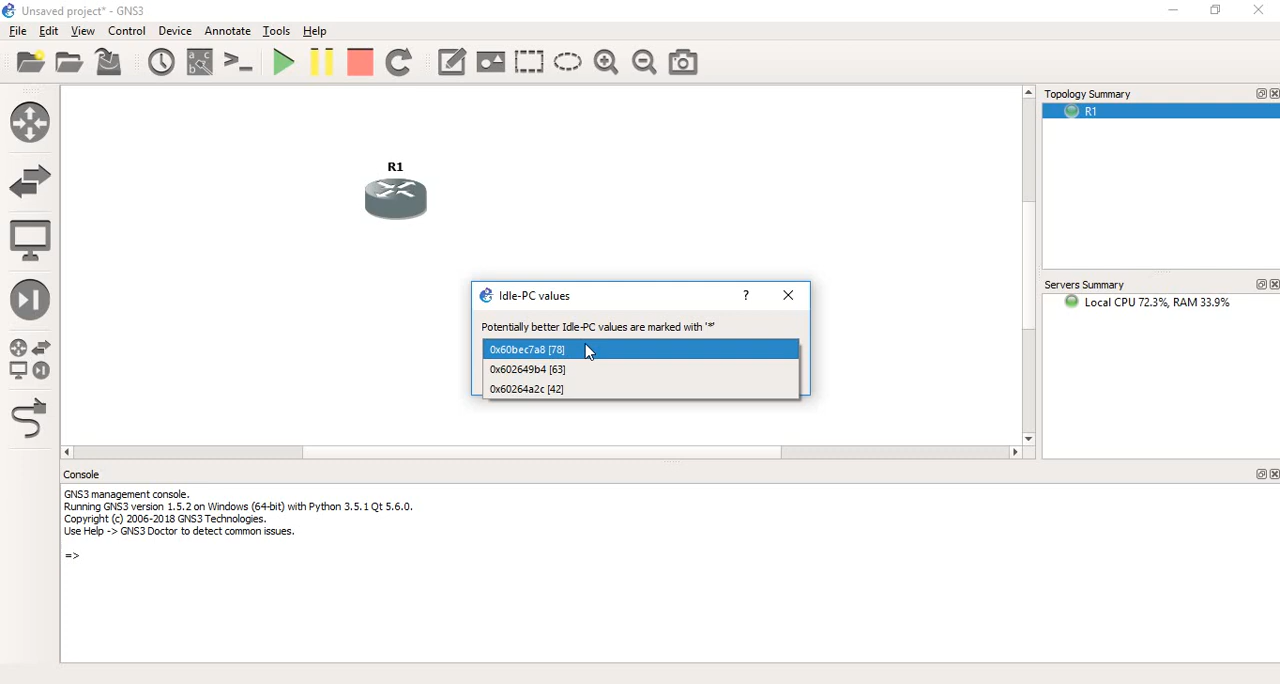 Unsaved project* - GNS3
File Edit View Control Device Annotate Tools Help
Topology Summary
R1
R1
Servers Summary
Local CPU 72.3%, RAM 33.9%
Idle-PC values
Potentially better Idle-PC values are marked with '*'
0x60bec7a8 [78]
0x602649b4 [63]
0x60264a2c [42]
Console
GNS3 management console.
Running GNS3 version 1.5.2 on Windows (64-bit) with Python 3.5.1 Qt 5.6.0.
Copyright (c) 2006-2018 GNS3 Technologies.
Use Help -> GNS3 Doctor to detect common issues.
=>